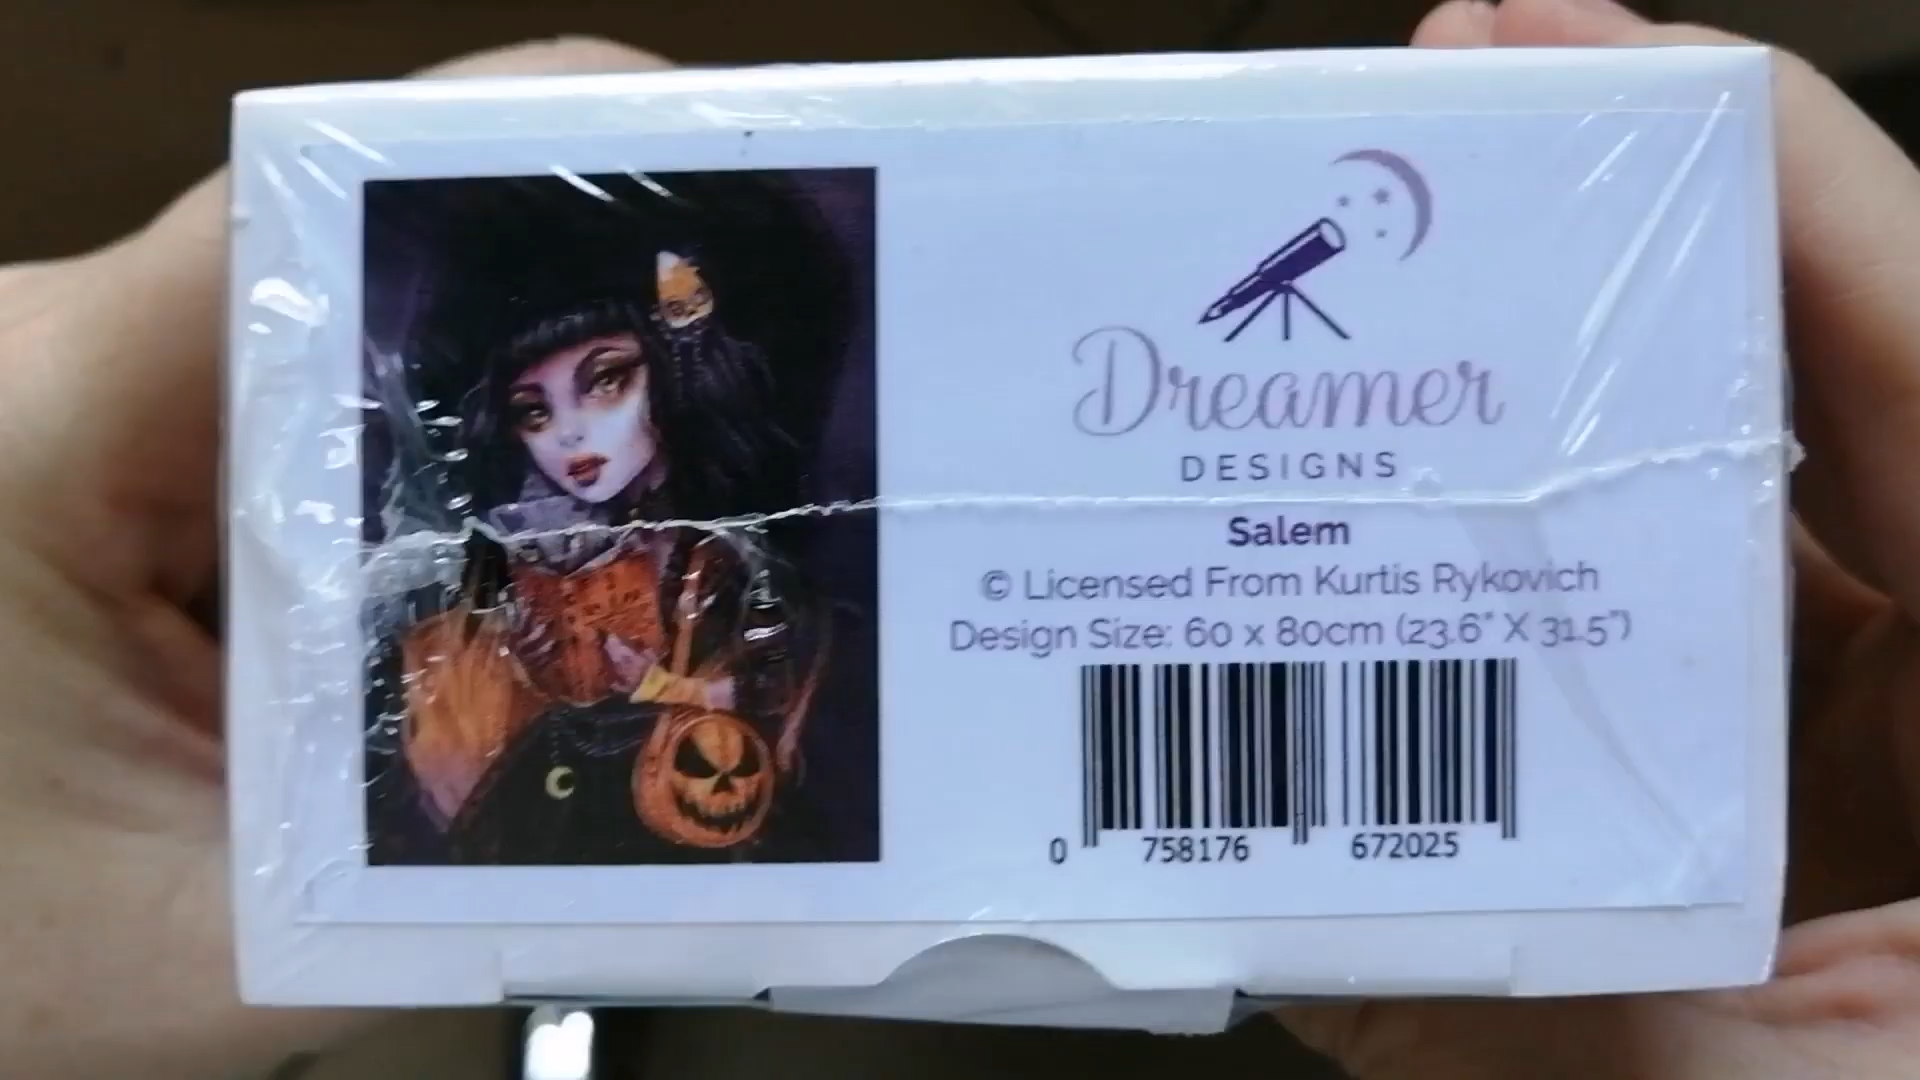 Dreamer
DESIGNS
Salem
© Licensed From Kurtis Rykovich
Design Size: 60 x 80cm (23.6" X 31.5")
0 758176 672025